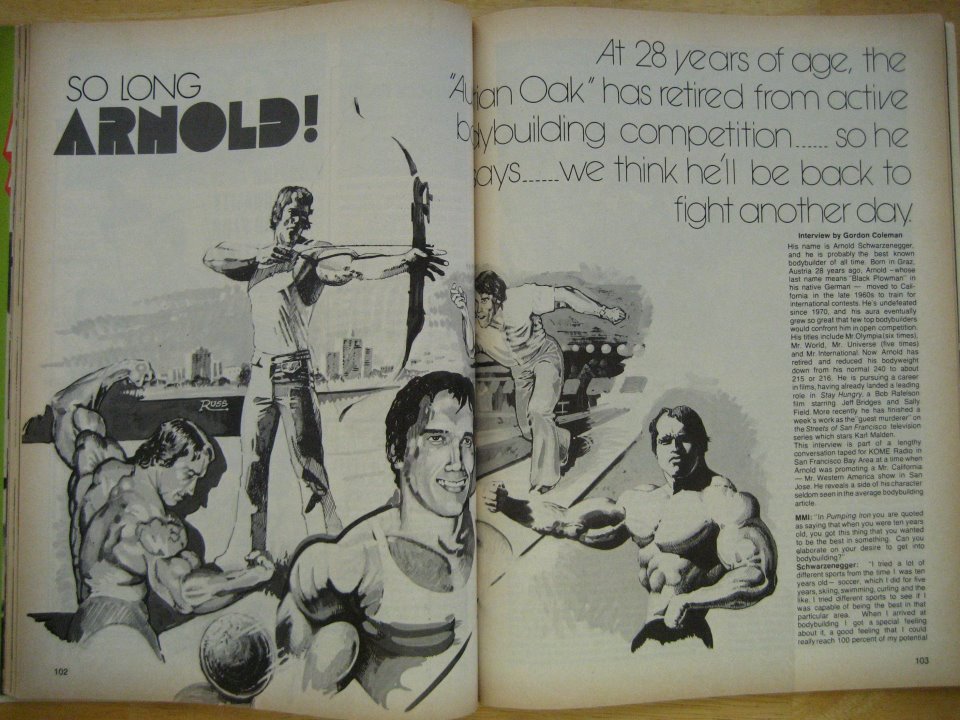 SO LONG
ARNOLD!
ROSS
102
At 28 years of age, the
"Au rian Oak" has retired from active
bodybuilding competition...... so he
says......we think he'll be back to
fight another day.
Interview by Gordon Coleman
His name is Arnold Schwarzenegger,
and he is probably the best known
bodybuilder of all time. Born in Graz,
Austria 28 years ago, Arnold – whose
last name means "Black Plowman" in
his native German — moved to Cali-
fornia in the late 1960s to train for
international contests. He's undefeated
since 1970, and his aura eventually
grew so great that few top bodybuilders
would confront him in open competition.
His titles include Mr. Olympia (six times),
Mr. World, Mr. Universe (five times)
and Mr International. Now Arnold has
retired and reduced his bodyweight
down from his normal 240 to about
215 or 216. He is pursuing a career
in films, having already landed a leading
role in Stay Hungry, a Bob Rafelson
film starring Jeff Bridges and Sally
Field. More recently he has finished a
week's work as the "guest murderer" on
the Streets of San Francisco television
series which stars Karl Malden.
This interview is part of a lengthy
conversation taped for KOME Radio in
San Francisco Bay Area at a time when
Arnold was promoting a Mr. California
— Mr. Western America show in San
Jose. He reveals a side of his character
seldom seen in the average bodybuilding
article.
MMI: "In Pumping Iron you are quoted
as saying that when you were ten years
old, you got this thing that you wanted
to be the best in something. Can you
elaborate on your desire to get into
bodybuilding?"
Schwarzenegger: "I tried a lot of
different sports from the time I was ten
years old – soccer, which I did for five
years, skiing, swimming, curling and the
like. I tried different sports to see if I
was capable of being the best in that
particular area. When I arrived at
bodybuilding I got a special feeling
about it, a good feeling that I could
really reach 100 percent of my potential
103